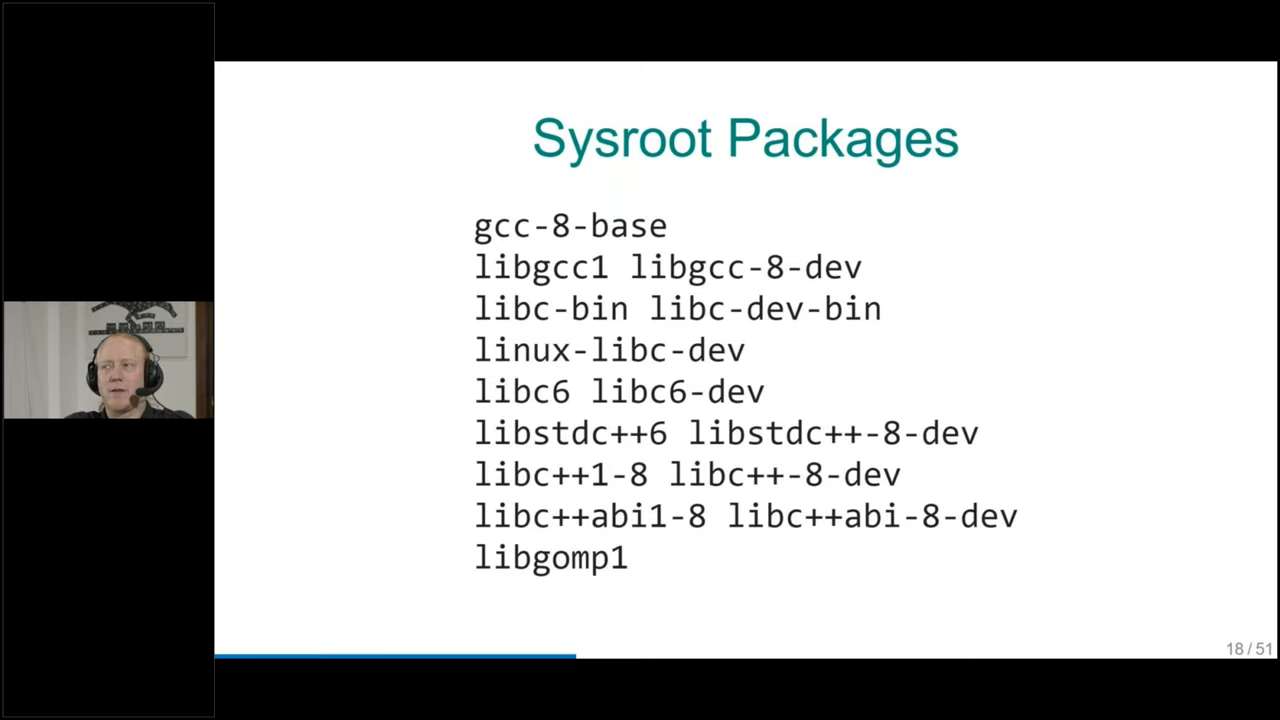 Sysroot Packages
gcc-8-base
libgcc1 libgcc-8-dev
libc-bin libc-dev-bin
linux-libc-dev
libc6 libc6-dev
libstdc++6 libstdc++-8-dev
libc++1-8 libc++-8-dev
libc++abi1-8 libc++abi-8-dev
libgomp1
18 / 51